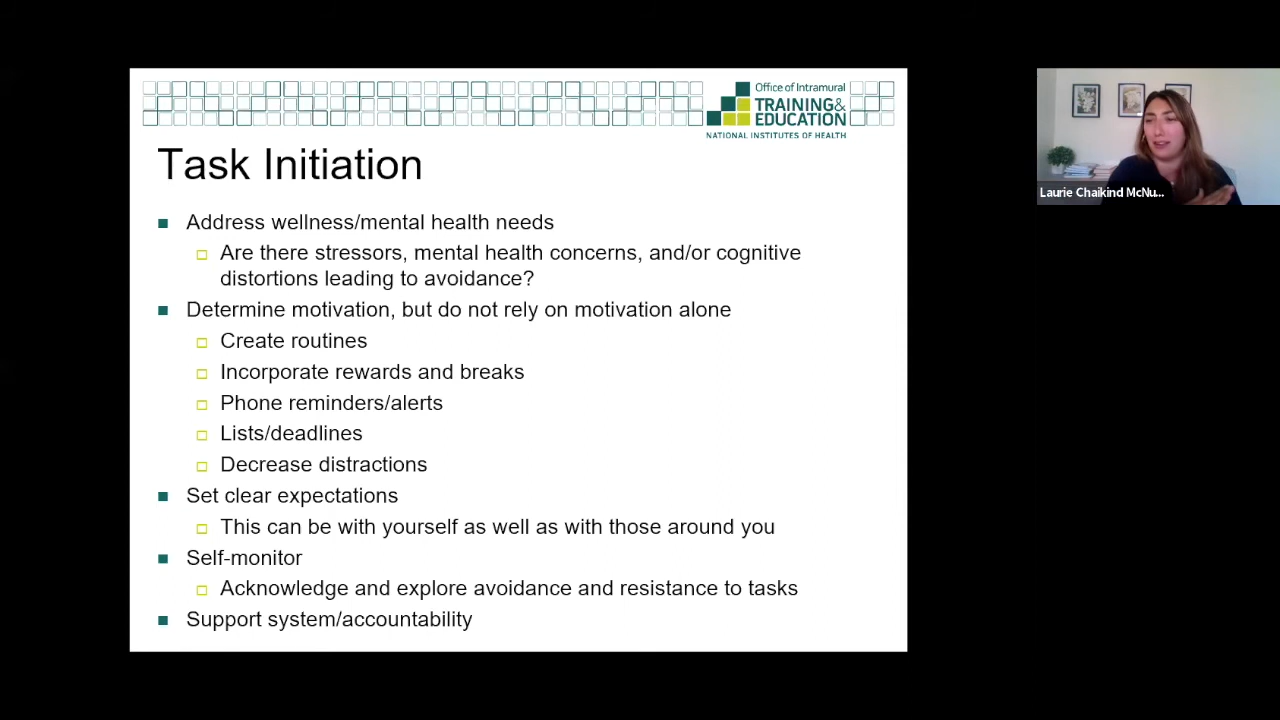 Office of Intramural
TRAINING&
EDUCATION
NATIONAL INSTITUTES OF HEALTH
Task Initiation
Address wellness/mental health needs
Are there stressors, mental health concerns, and/or cognitive
distortions leading to avoidance?
Determine motivation, but do not rely on motivation alone
Create routines
Incorporate rewards and breaks
Phone reminders/alerts
Lists/deadlines
Decrease distractions
Set clear expectations
This can be with yourself as well as with those around you
Self-monitor
Acknowledge and explore avoidance and resistance to tasks
Support system/accountability
Laurie Chaikind McNu...